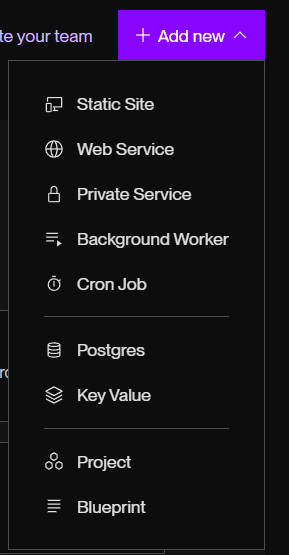 te your team
Add new
Static Site
Web Service
Private Service
Background Worker
Cron Job
Postgres
Key Value
Project
Blueprint